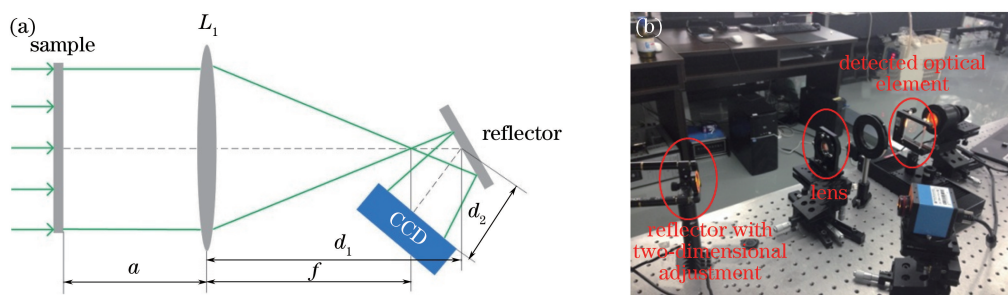 (a)
sample
L1
reflector
CCD
d2
d1
a
f
(b)
detected optical
element
lens
reflector with
two-dimensional
adjustment